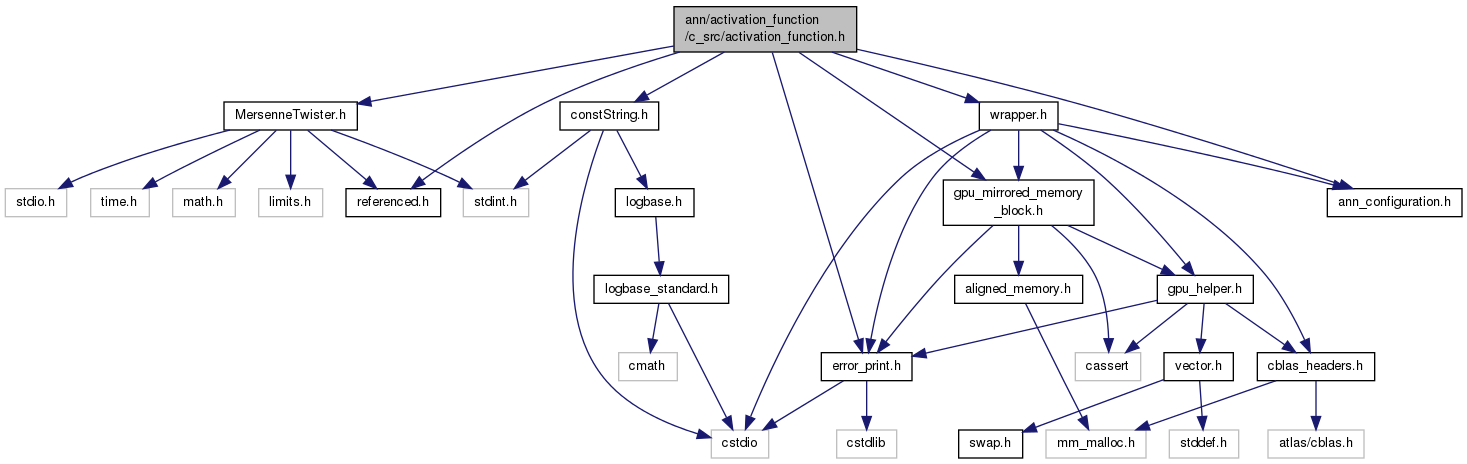 ann/activation_function
/c_src/activation_function.h
MersenneTwister.h
constString.h
wrapper.h
stdio.h
time.h
math.h
limits.h
referenced.h
stdint.h
logbase.h
gpu_mirrored_memory
_block.h
ann_configuration.h
logbase_standard.h
aligned_memory.h
gpu_helper.h
cmath
error_print.h
cassert
vector.h
cblas_headers.h
cstdio
cstdlib
swap.h
mm_malloc.h
stddef.h
atlas/cblas.h